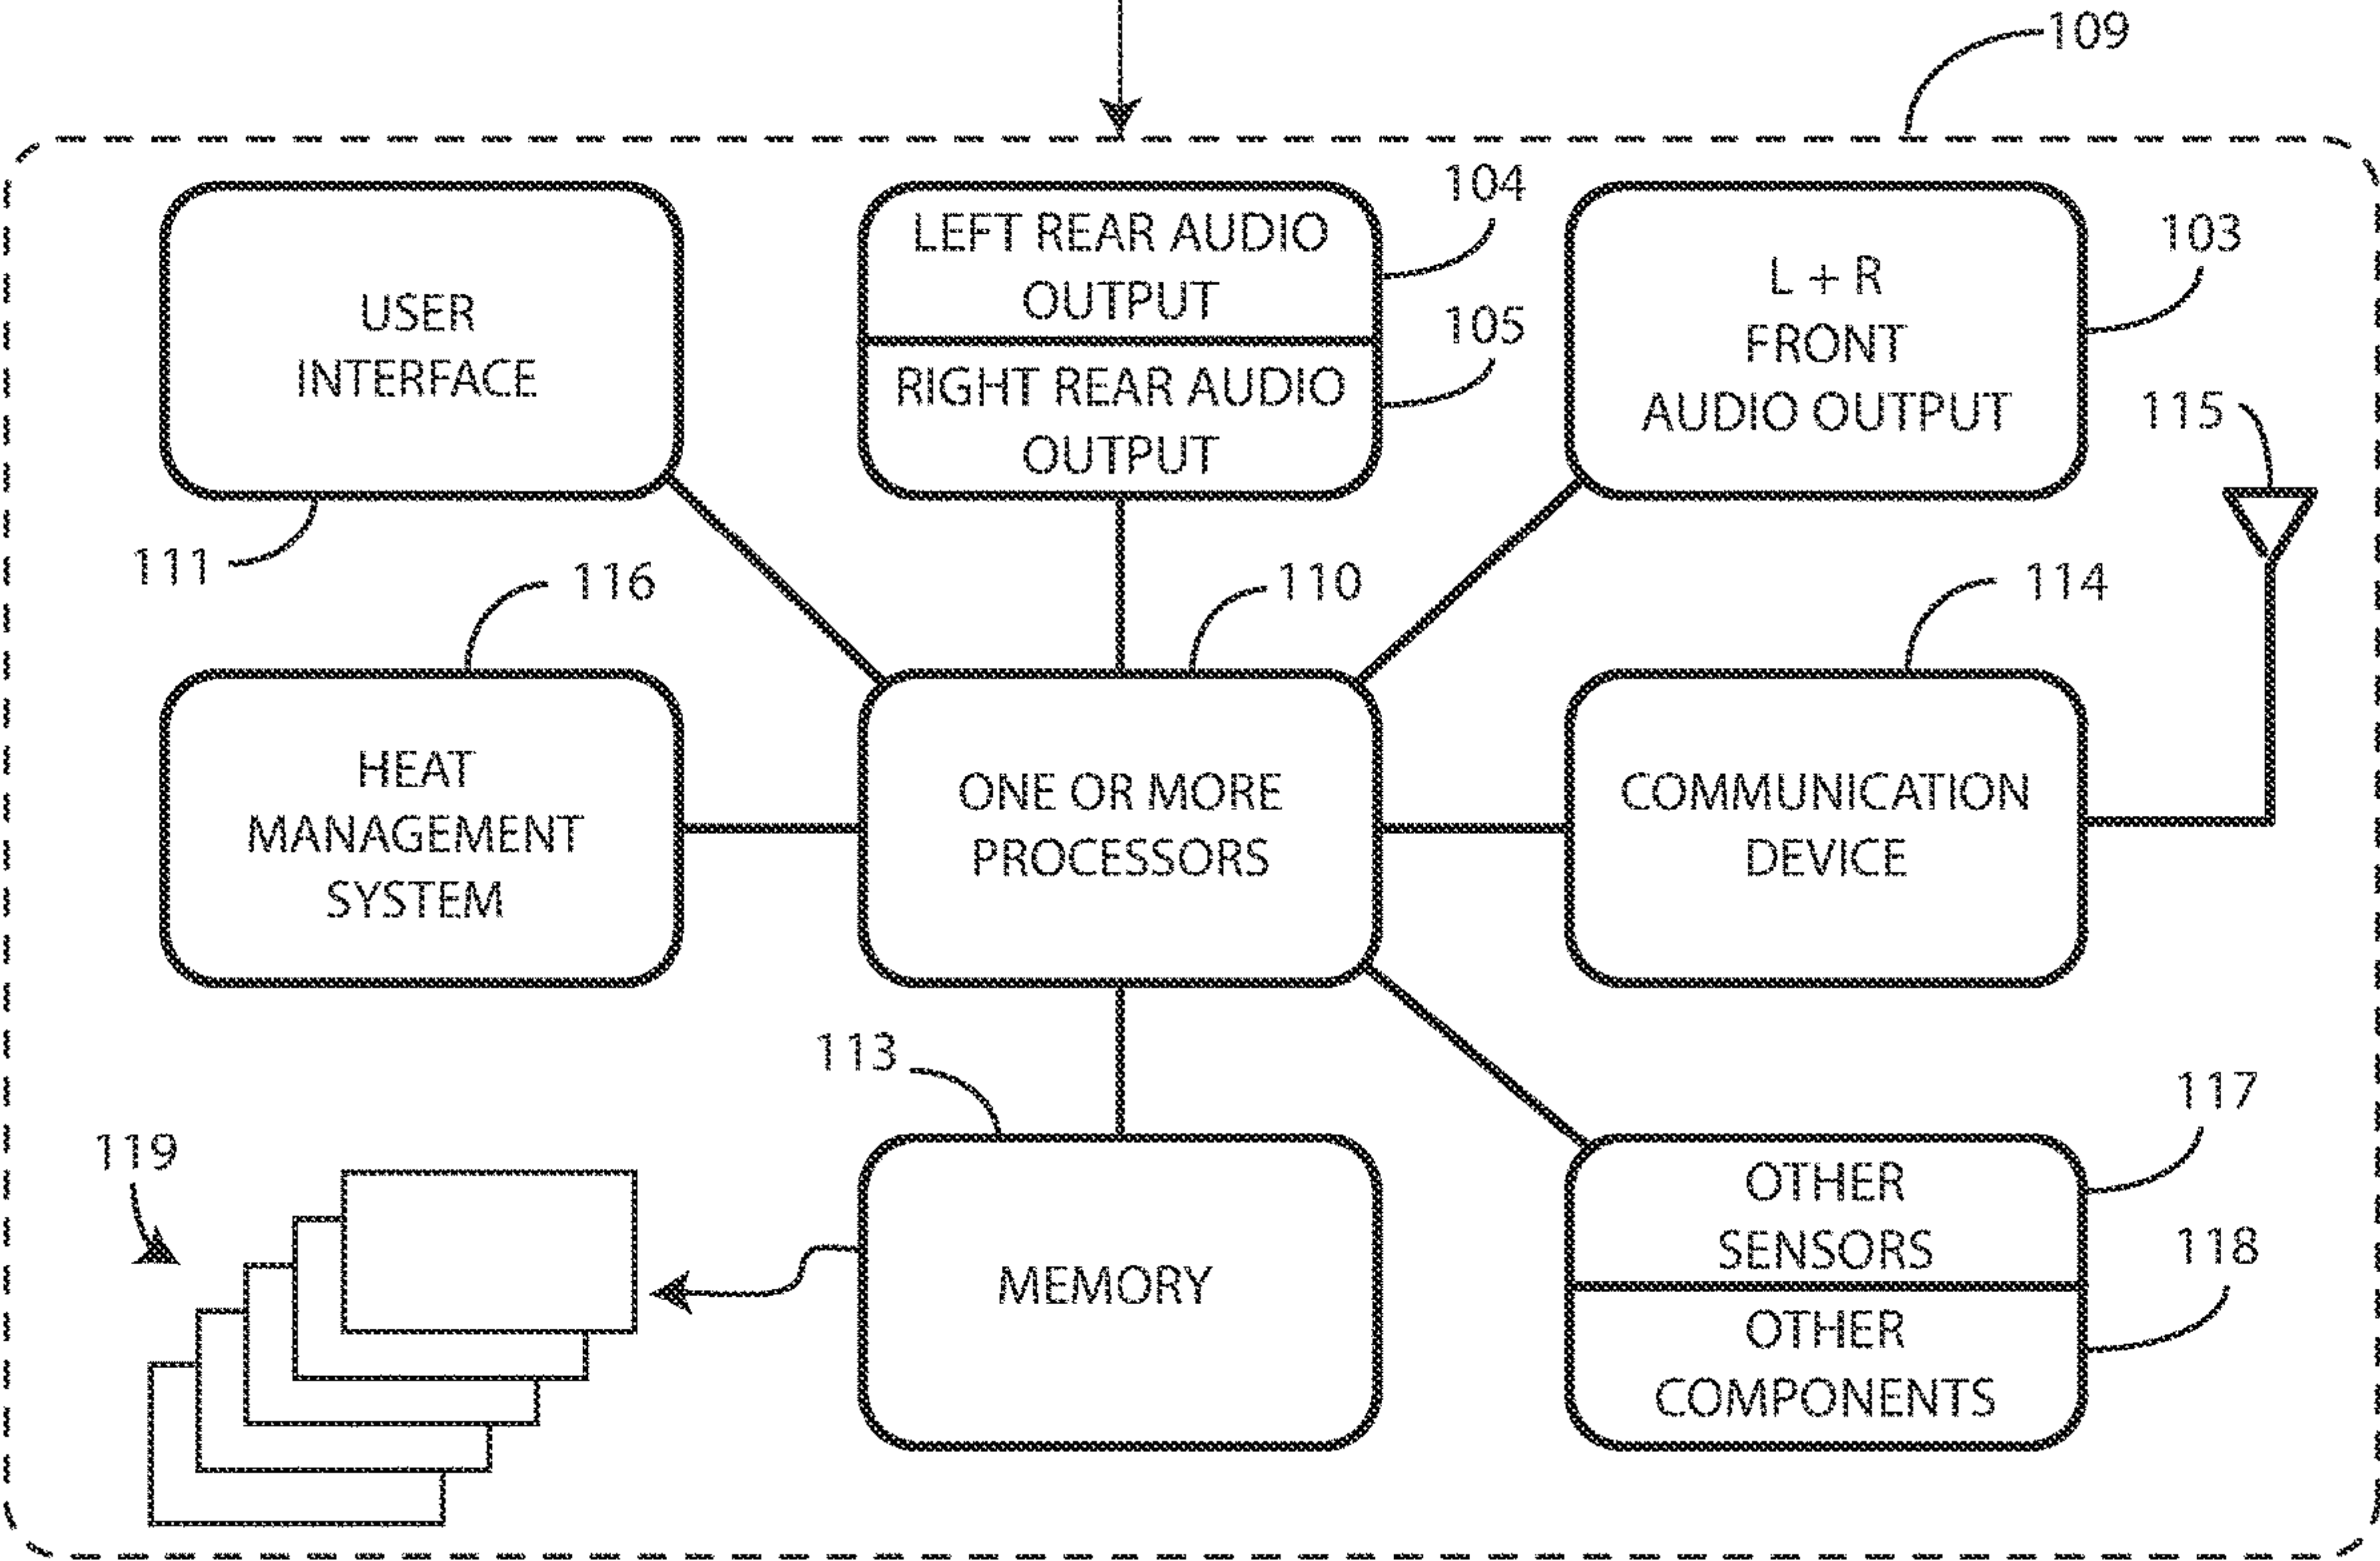 109
104
LEFT REAR AUDIO
OUTPUT
103
L + R
FRONT
AUDIO OUTPUT
USER
INTERFACE
105
RIGHT REAR AUDIO
OUTPUT
115
111
116
110
114
HEAT
MANAGEMENT
SYSTEM
ONE OR MORE
PROCESSORS
COMMUNICATION
DEVICE
113
117
119
OTHER
SENSORS
118
MEMORY
OTHER
COMPONENTS